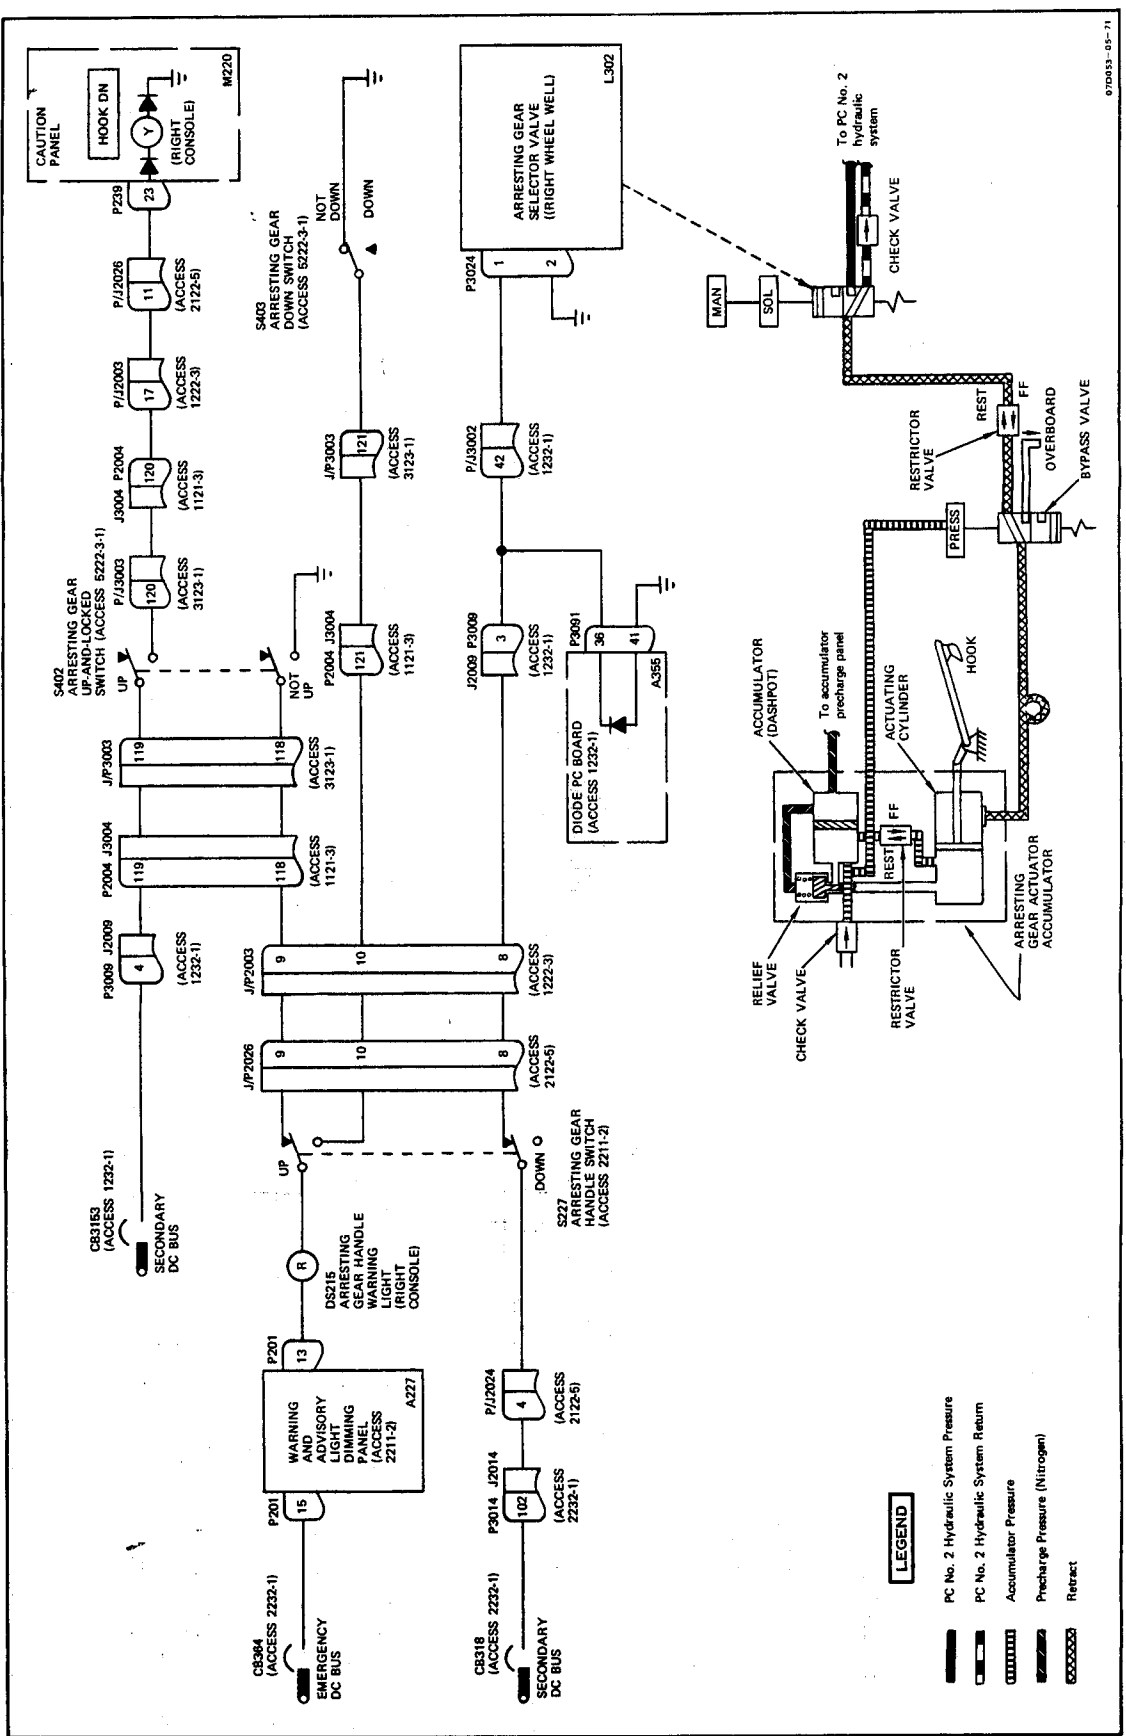 CB3153
(ACCESS 1232-1)
SECONDARY
DC BUS
P3009 J2009
4
(ACCESS
1232-1)
P2004 J3004
119
118
(ACCESS
1121-3)
J/P3003
119
118
(ACCESS
3123-1)
S402
ARRESTING GEAR
UP-AND-LOCKED
SWITCH (ACCESS 5222-3-1)
UP
NOT
UP
P/J3003
120
(ACCESS
3123-1)
J3004 P2004
120
(ACCESS
1121-3)
P/J2003
17
(ACCESS
1222-3)
P/J2026
11
(ACCESS
2122-5)
P239
23
CAUTION
PANEL
HOOK DN
Y
(RIGHT
CONSOLE)
M220
CB364
(ACCESS 2232-1)
EMERGENCY
DC BUS
P201
15
WARNING
AND
ADVISORY
LIGHT
DIMMING
PANEL
(ACCESS
2211-2)
A227
P201
13
R
DS215
ARRESTING
GEAR HANDLE
WARNING
LIGHT
(RIGHT
CONSOLE)
UP
DOWN
S227
ARRESTING GEAR
HANDLE SWITCH
(ACCESS 2211-2)
J/P2026
9
10
8
(ACCESS
2122-5)
J/P2003
9
10
8
(ACCESS
1222-3)
P2004 J3004
121
(ACCESS
1121-3)
J/P3003
121
(ACCESS
3123-1)
S403
ARRESTING GEAR
DOWN SWITCH
(ACCESS 5222-3-1)
NOT
DOWN
DOWN
CB318
(ACCESS 2232-1)
SECONDARY
DC BUS
P3014 J2014
102
(ACCESS
2232-1)
P/J2024
4
(ACCESS
2122-5)
J2009 P3009
3
(ACCESS
1232-1)
P/J3002
42
(ACCESS
1232-1)
P3024
1
2
ARRESTING GEAR
SELECTOR VALVE
((RIGHT WHEEL WELL)
L302
DIODE PC BOARD
(ACCESS 1232-1)
P3091
36
41
A355
MAN
SOL
To PC No. 2
hydraulic
system
CHECK VALVE
RESTRICTOR
VALVE
REST
FF
OVERBOARD
BYPASS VALVE
PRESS
ACCUMULATOR
(DASHPOT)
To accumulator
precharge panel
ACTUATING
CYLINDER
HOOK
RELIEF
VALVE
CHECK VALVE
REST
FF
RESTRICTOR
VALVE
ARRESTING
GEAR ACTUATOR
ACCUMULATOR
LEGEND
PC No. 2 Hydraulic System Pressure
PC No. 2 Hydraulic System Return
Accumulator Pressure
Precharge Pressure (Nitrogen)
Retract
07D053-05-71